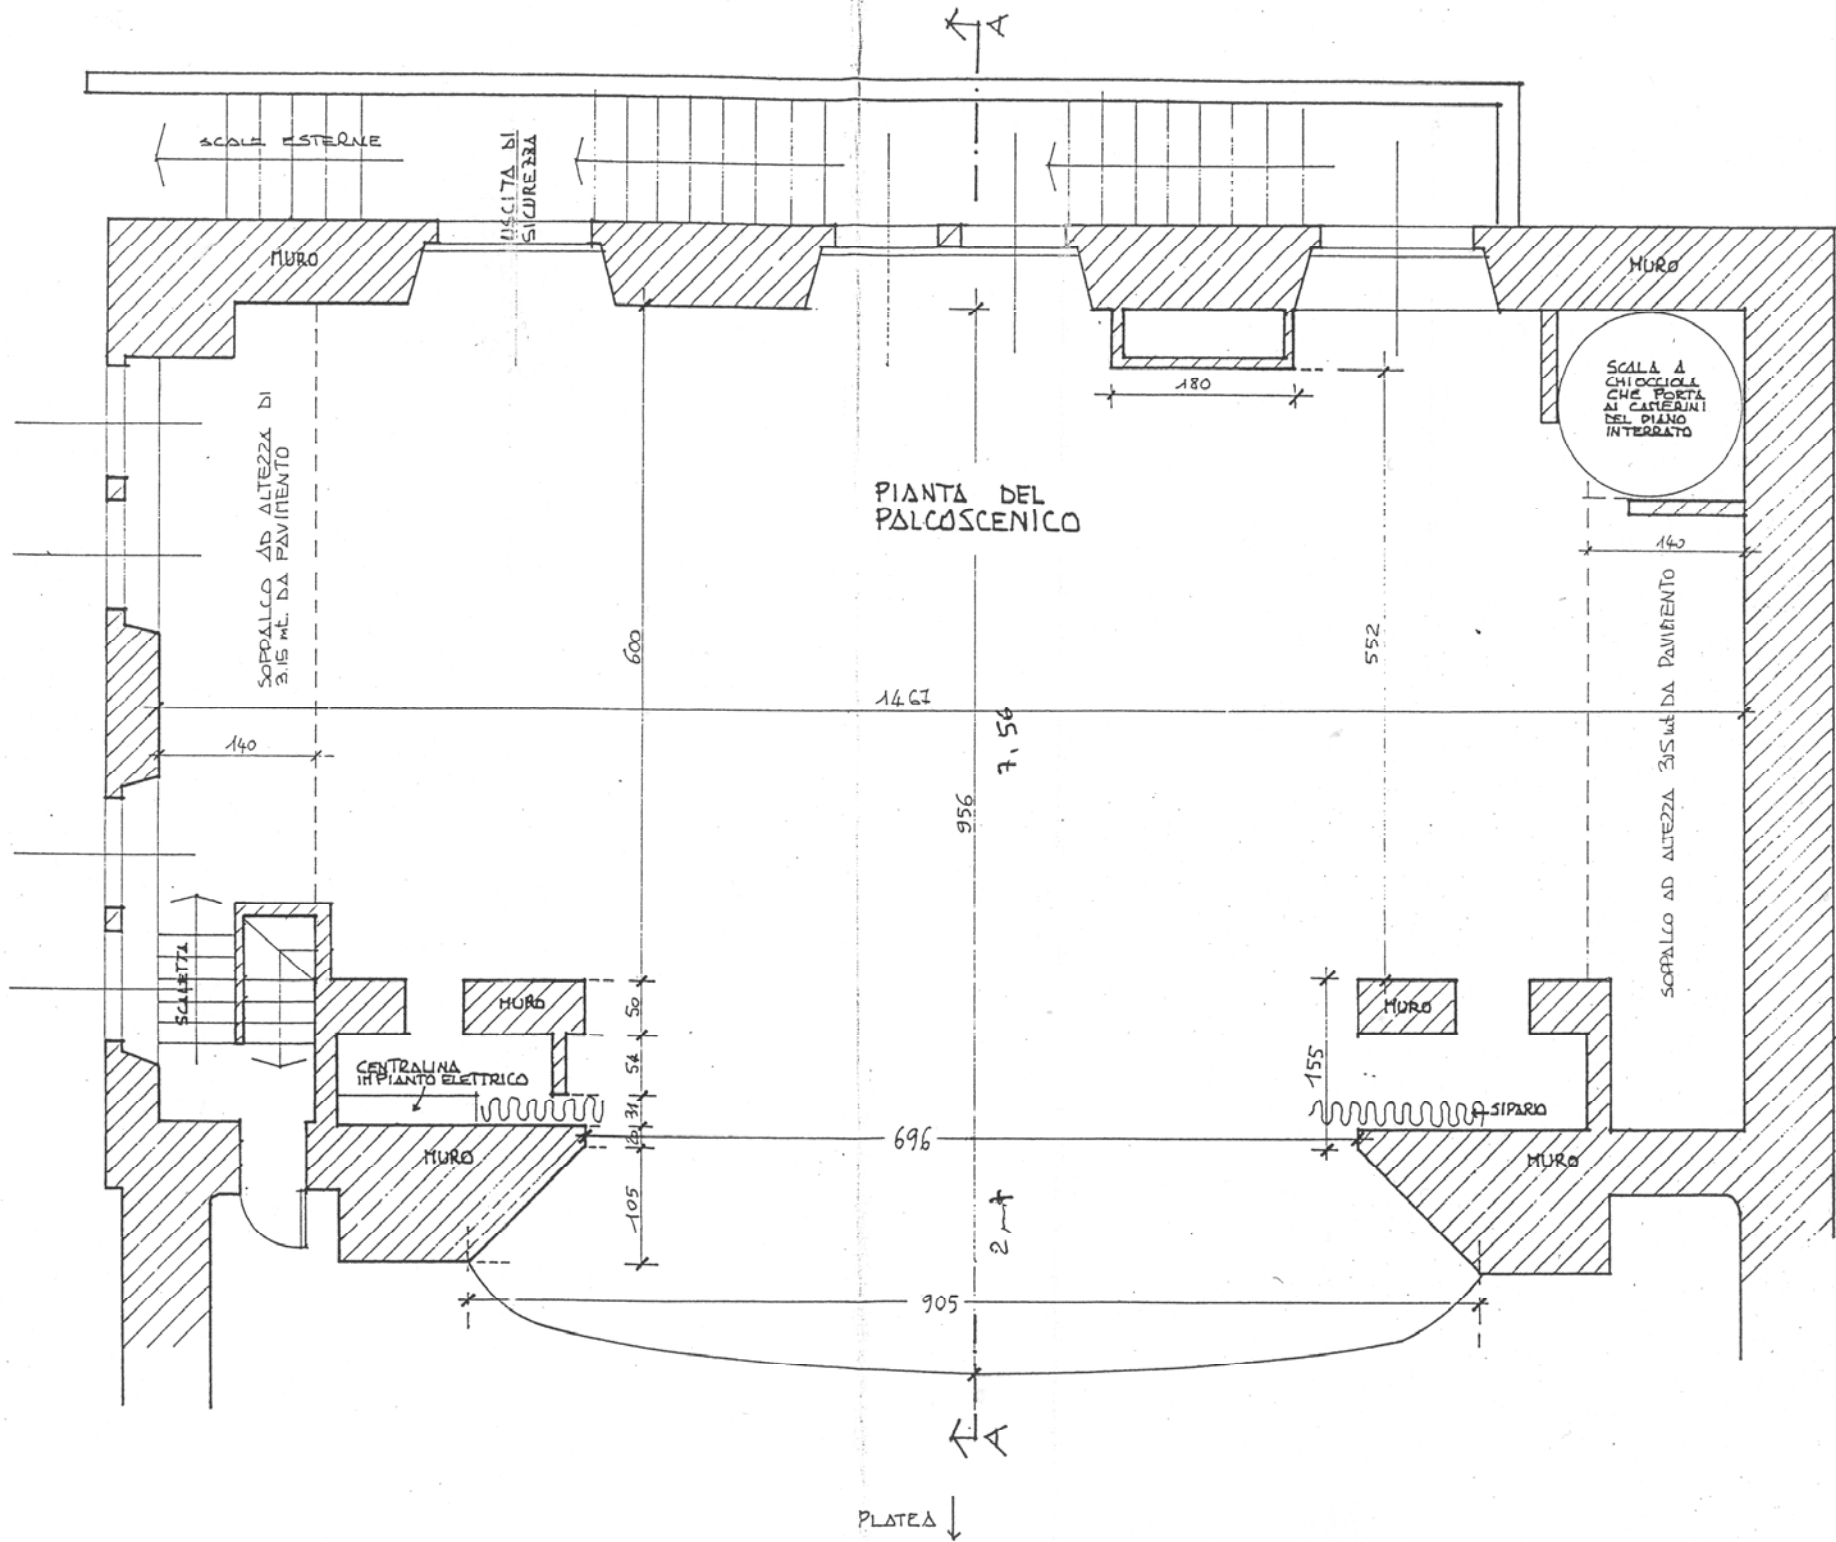 A
SCALE ESTERNE
USCITA DI
SICUREZZA
MURO
MURO
SCALA A
CHIOCCIOLA
CHE PORTA
AI CAMERINI
DEL PIANO
INTERRATO
180
SOPPALCO AD ALTEZZA DI
3.15 mt. DA PAVIMENTO
PIANTA DEL
PALCOSCENICO
140
600
552
1467
7,56
140
956
SOPPALCO AD ALTEZZA 3.15 mt DA PAVIMENTO
SCALETTA
MURO
50
MURO
54
CENTRALINA
IMPIANTO ELETTRICO
155
31
SIPARIO
20
696
MURO
MURO
105
905
A
PLATEA